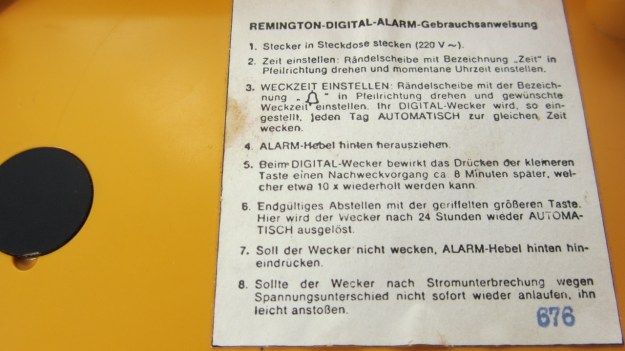 REMINGTON-DIGITAL-ALARM-Gebrauchsanweisung
1. Stecker in Steckdose stecken (220 V ~).
2. Zeit einstellen: Rändelscheibe mit Bezeichnung „Zeit" in
Pfeilrichtung drehen und momentane Uhrzeit einstellen.
3. WECKZEIT EINSTELLEN: Rändelscheibe mit der Bezeich-
nung „ " in Pfeilrichtung drehen und gewünschte
Weckzeit einstellen. Ihr DIGITAL-Wecker wird, so ein-
gestellt, jeden Tag AUTOMATISCH zur gleichen Zeit
wecken.
4. ALARM-Hebel hinten herausziehen.
5. Beim DIGITAL-Wecker bewirkt das Drücken der kleineren
Taste einen Nachweckvorgang ca. 8 Minuten später, wel-
cher etwa 10 x wiederholt werden kann.
6. Endgültiges Abstellen mit der geriffelten größeren Taste.
Hier wird der Wecker nach 24 Stunden wieder AUTOMA-
TISCH ausgelöst.
7. Soll der Wecker nicht wecken, ALARM-Hebel hinten hin-
eindrücken.
8. Sollte der Wecker nach Stromunterbrechung wegen
Spannungsunterschied nicht sofort wieder anlaufen, ihn
leicht anstoßen.
676